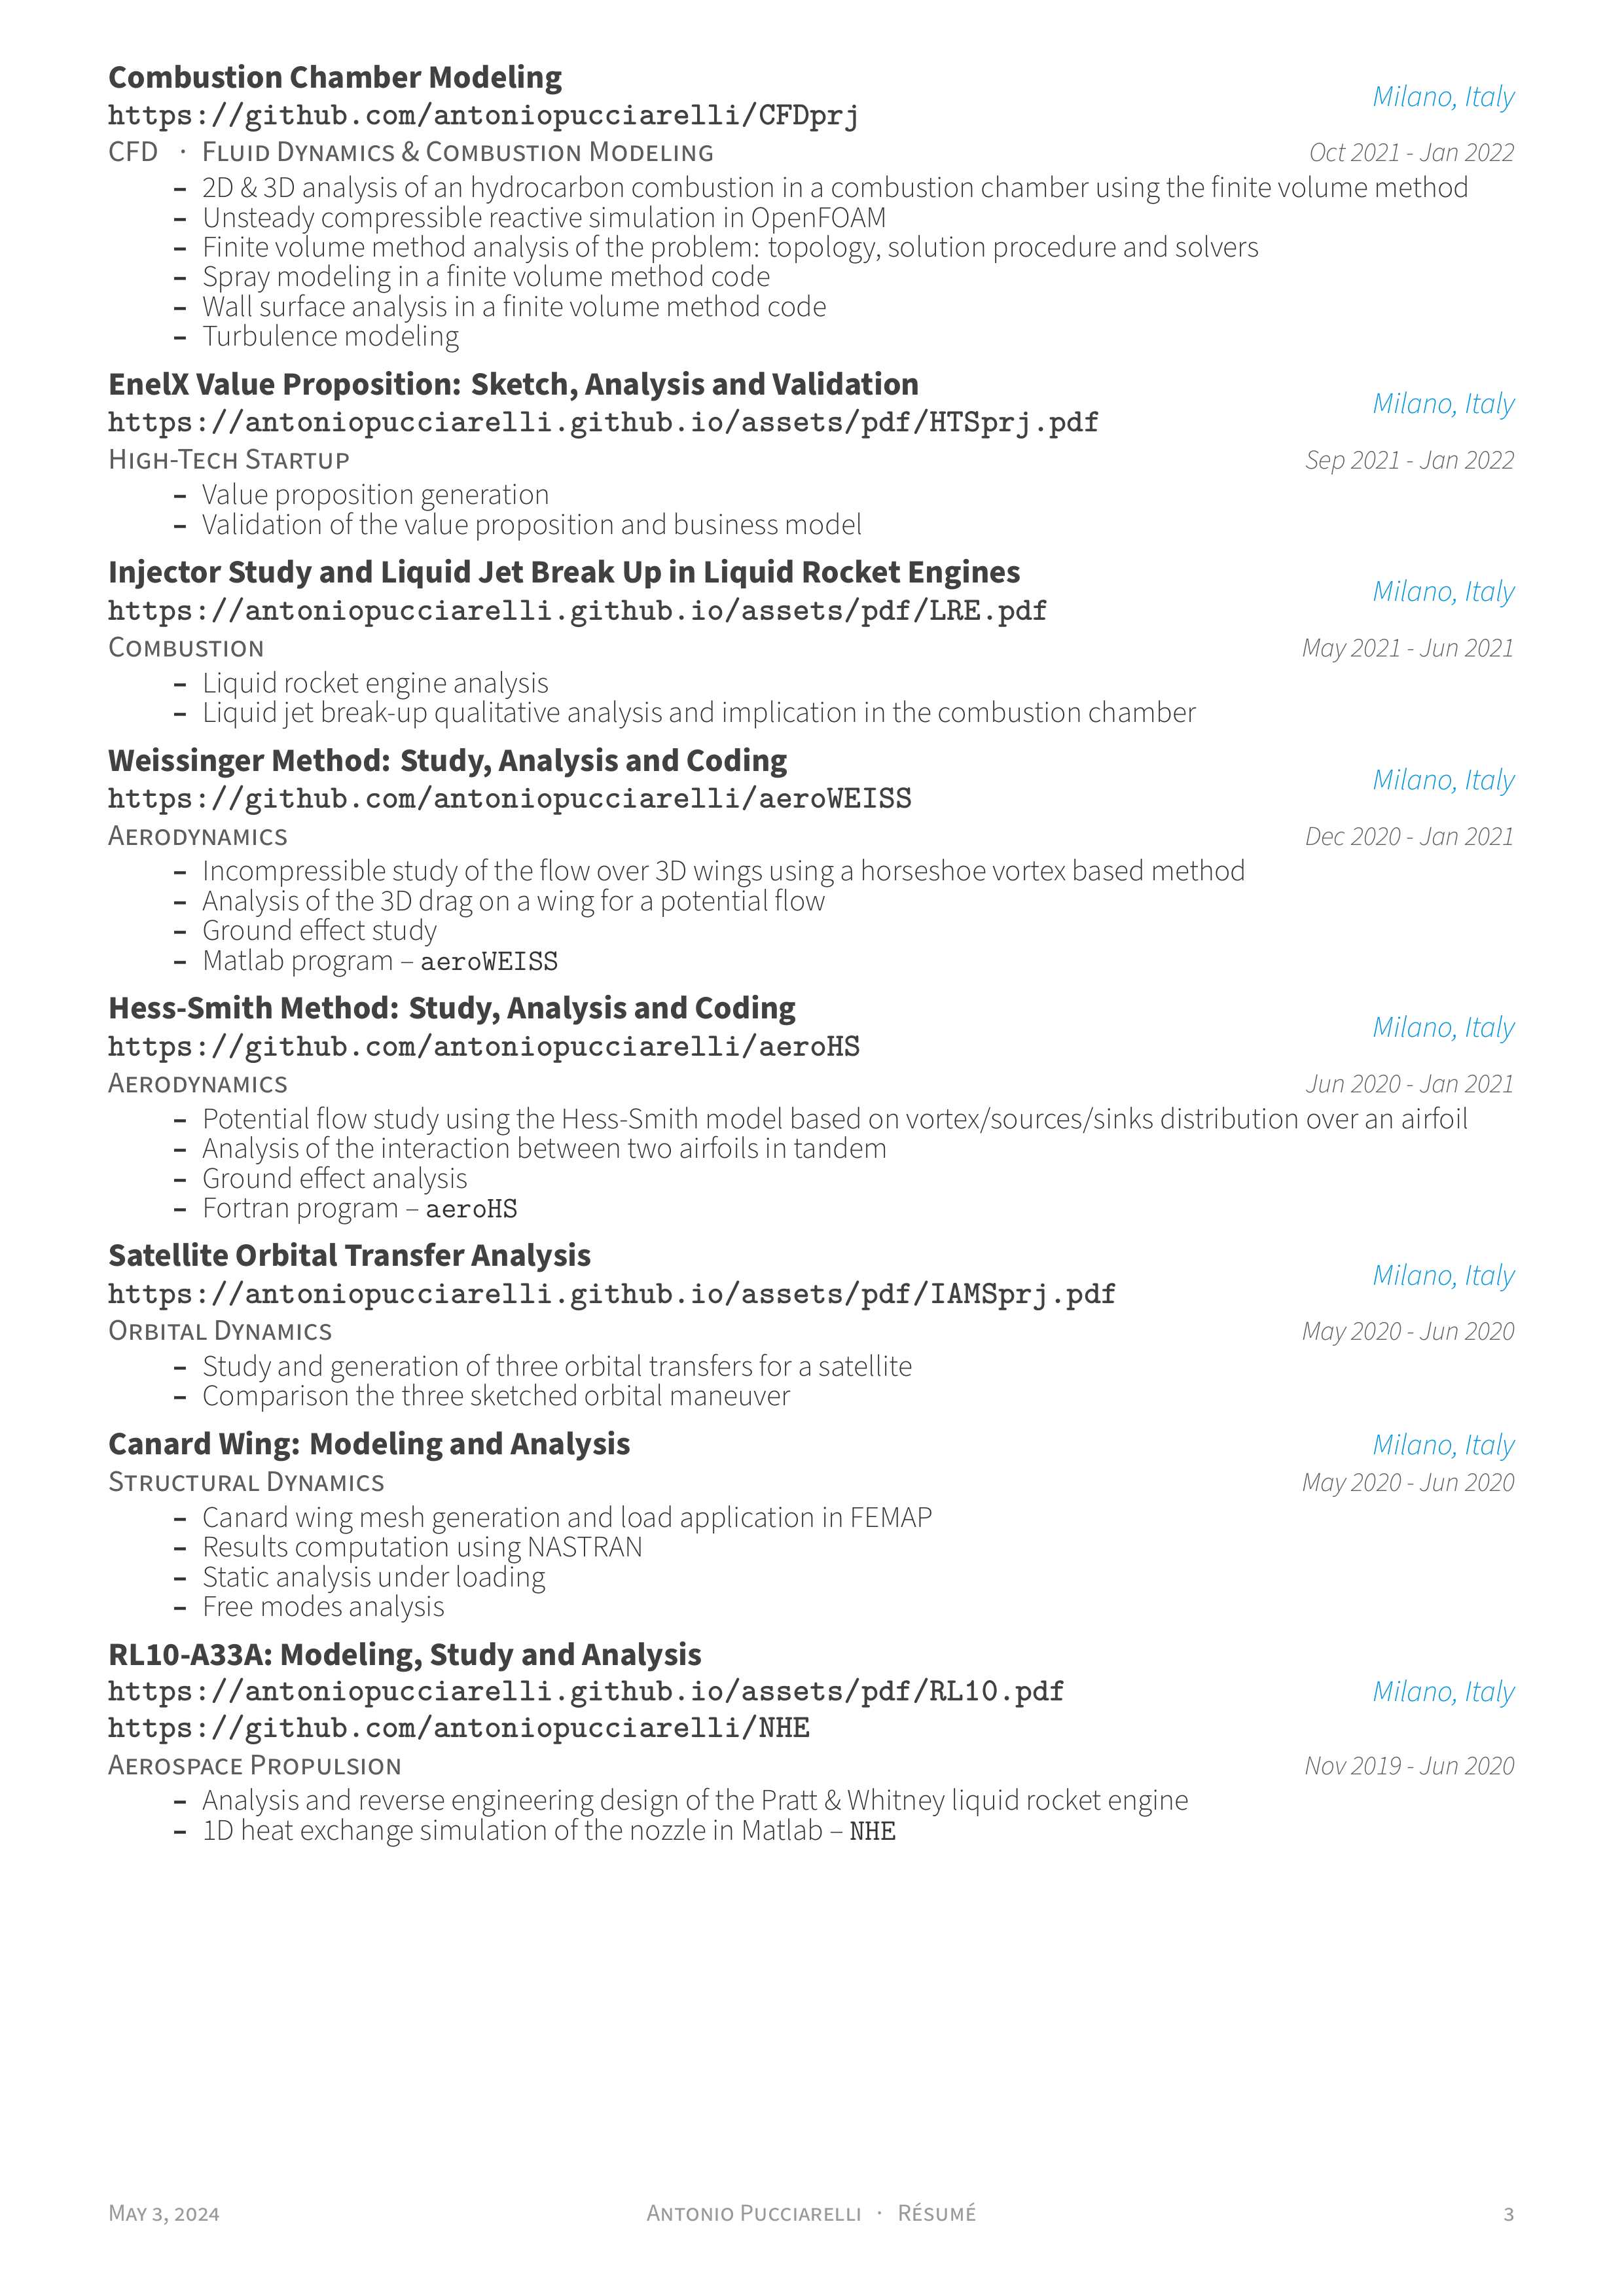 Combustion Chamber Modeling
https://github.com/antoniopucciarelli/CFDprj
Milano, Italy
CFD · Fluid Dynamics & Combustion Modeling
Oct 2021 - Jan 2022
– 2D & 3D analysis of an hydrocarbon combustion in a combustion chamber using the finite volume method
– Unsteady compressible reactive simulation in OpenFOAM
– Finite volume method analysis of the problem: topology, solution procedure and solvers
– Spray modeling in a finite volume method code
– Wall surface analysis in a finite volume method code
– Turbulence modeling
EnelX Value Proposition: Sketch, Analysis and Validation
https://antoniopucciarelli.github.io/assets/pdf/HTSprj.pdf
Milano, Italy
High-Tech Startup
Sep 2021 - Jan 2022
– Value proposition generation
– Validation of the value proposition and business model
Injector Study and Liquid Jet Break Up in Liquid Rocket Engines
https://antoniopucciarelli.github.io/assets/pdf/LRE.pdf
Milano, Italy
Combustion
May 2021 - Jun 2021
– Liquid rocket engine analysis
– Liquid jet break-up qualitative analysis and implication in the combustion chamber
Weissinger Method: Study, Analysis and Coding
https://github.com/antoniopucciarelli/aeroWEISS
Milano, Italy
Aerodynamics
Dec 2020 - Jan 2021
– Incompressible study of the flow over 3D wings using a horseshoe vortex based method
– Analysis of the 3D drag on a wing for a potential flow
– Ground effect study
– Matlab program – aeroWEISS
Hess-Smith Method: Study, Analysis and Coding
https://github.com/antoniopucciarelli/aeroHS
Milano, Italy
Aerodynamics
Jun 2020 - Jan 2021
– Potential flow study using the Hess-Smith model based on vortex/sources/sinks distribution over an airfoil
– Analysis of the interaction between two airfoils in tandem
– Ground effect analysis
– Fortran program – aeroHS
Satellite Orbital Transfer Analysis
https://antoniopucciarelli.github.io/assets/pdf/IAMSprj.pdf
Milano, Italy
Orbital Dynamics
May 2020 - Jun 2020
– Study and generation of three orbital transfers for a satellite
– Comparison the three sketched orbital maneuver
Canard Wing: Modeling and Analysis
Milano, Italy
Structural Dynamics
May 2020 - Jun 2020
– Canard wing mesh generation and load application in FEMAP
– Results computation using NASTRAN
– Static analysis under loading
– Free modes analysis
RL10-A33A: Modeling, Study and Analysis
https://antoniopucciarelli.github.io/assets/pdf/RL10.pdf
Milano, Italy
https://github.com/antoniopucciarelli/NHE
Aerospace Propulsion
Nov 2019 - Jun 2020
– Analysis and reverse engineering design of the Pratt & Whitney liquid rocket engine
– 1D heat exchange simulation of the nozzle in Matlab – NHE
May 3, 2024
Antonio Pucciarelli · Résumé
3